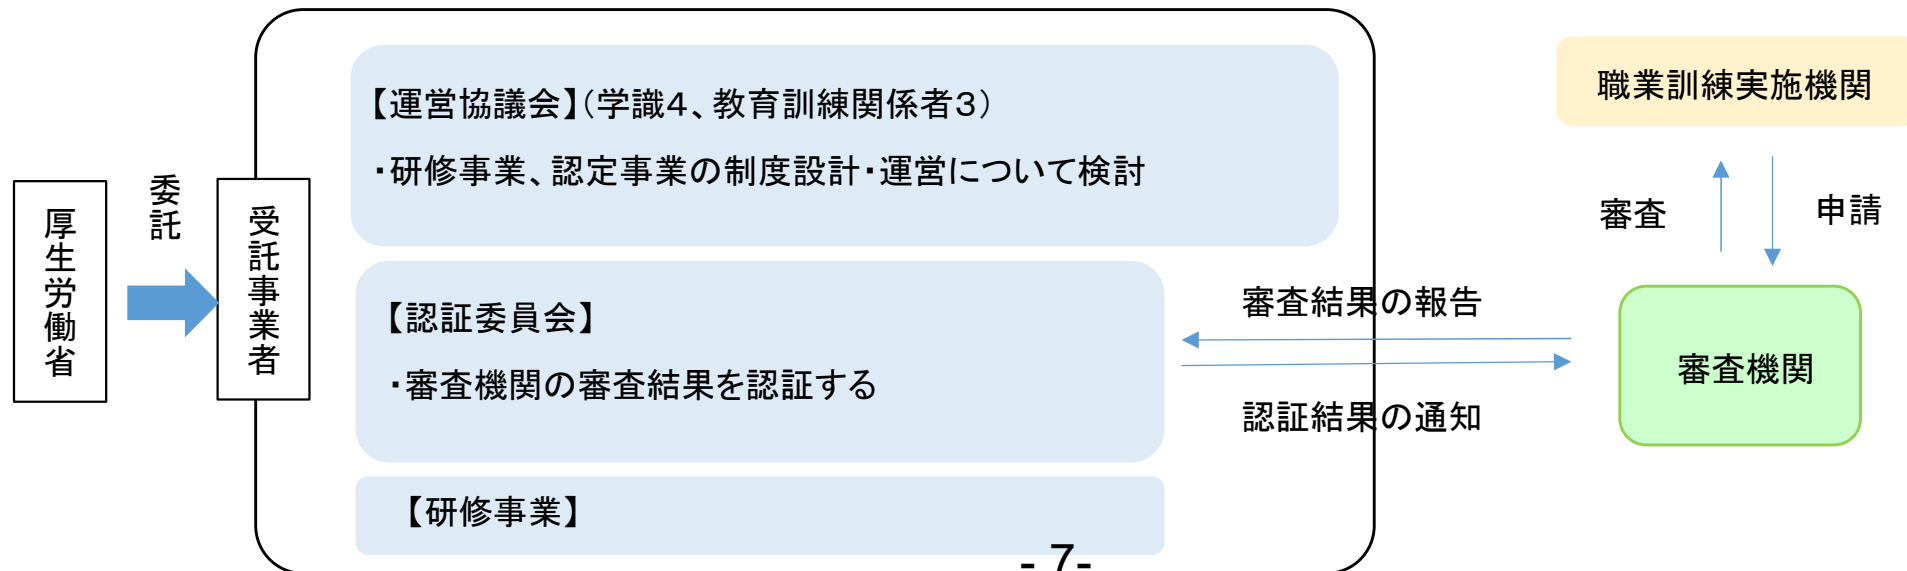 厚生労働省
委託
受託事業者
【運営協議会】（学識４、教育訓練関係者３）
・研修事業、認定事業の制度設計・運営について検討
【認証委員会】
・審査機関の審査結果を認証する
【研修事業】
審査結果の報告
認証結果の通知
職業訓練実施機関
審査
申請
審査機関
- 7-